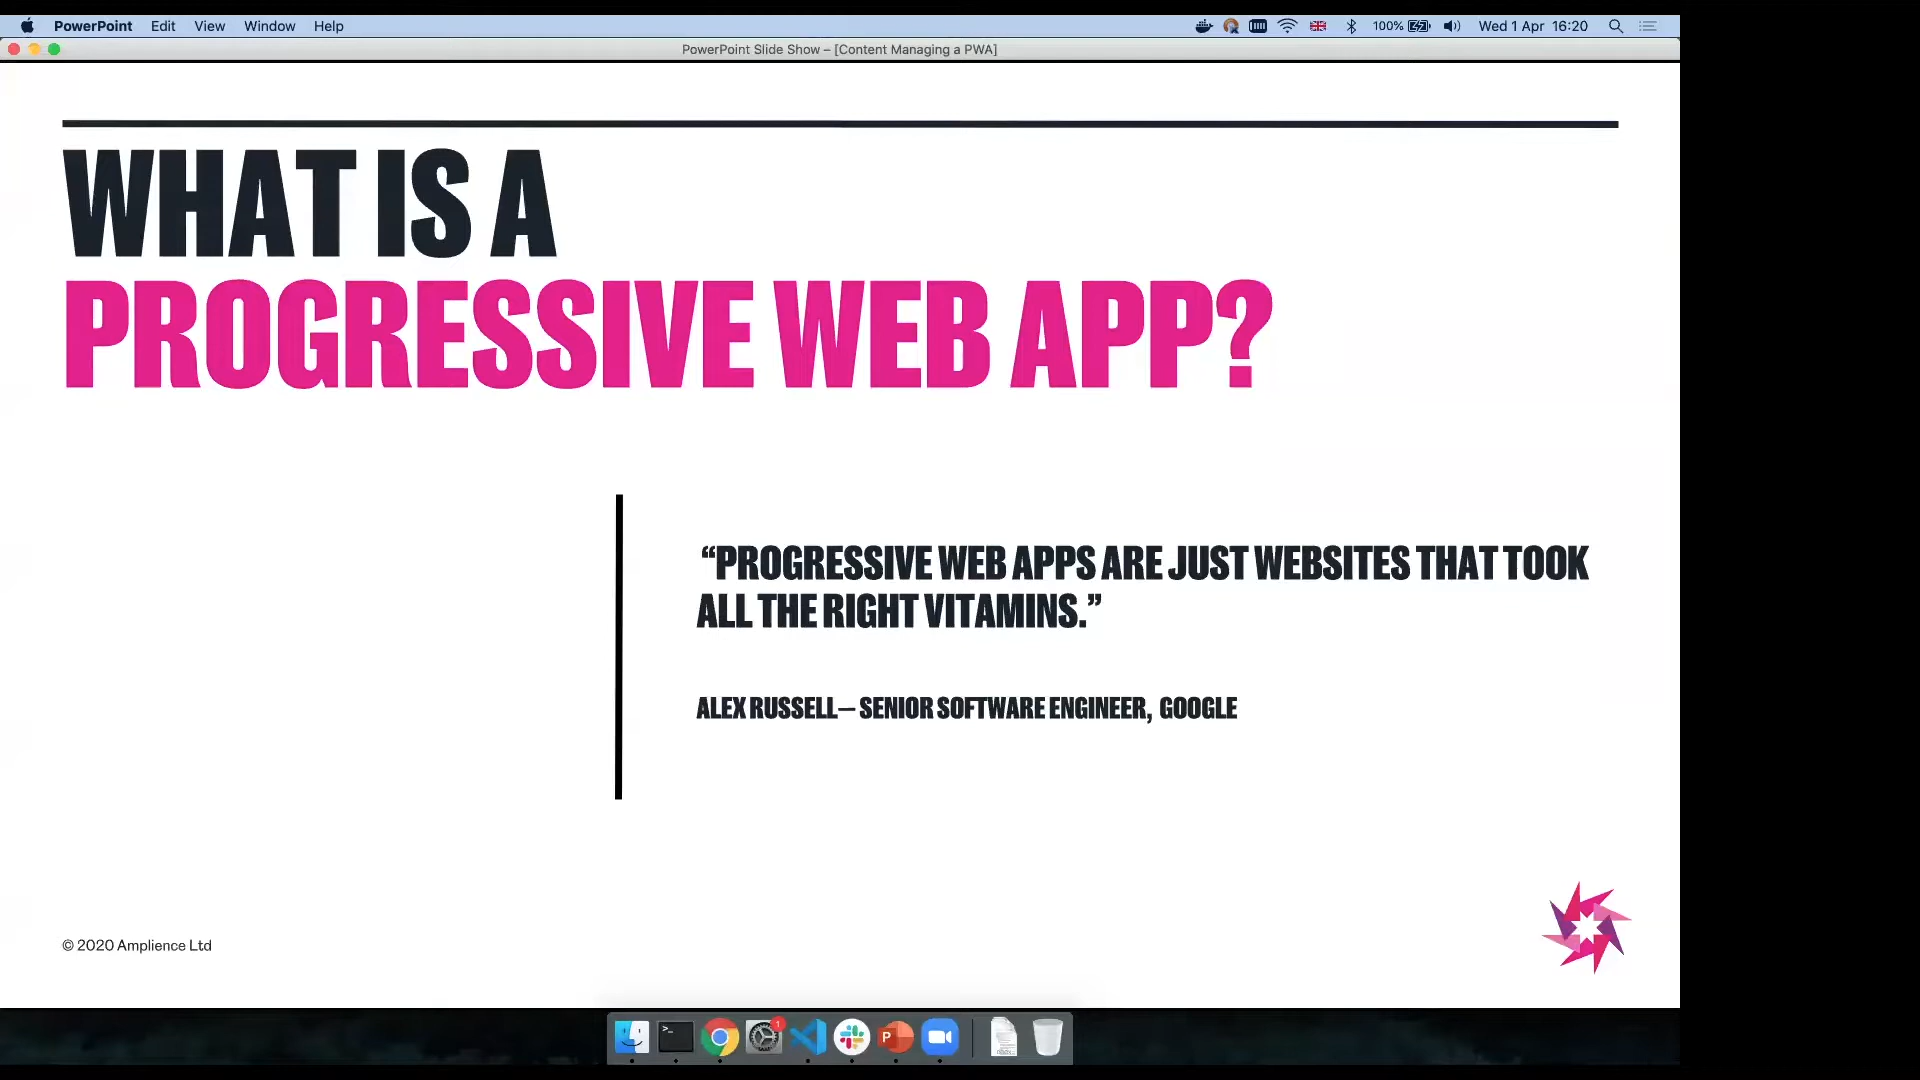 PowerPoint Edit View Window Help 100% Wed 1 Apr 16:20
PowerPoint Slide Show – [Content Managing a PWA]
WHAT IS A
PROGRESSIVE WEB APP?
“PROGRESSIVE WEB APPS ARE JUST WEBSITES THAT TOOK
ALL THE RIGHT VITAMINS.”
ALEX RUSSELL— SENIOR SOFTWARE ENGINEER, GOOGLE
© 2020 Amplience Ltd
>_ 1 P